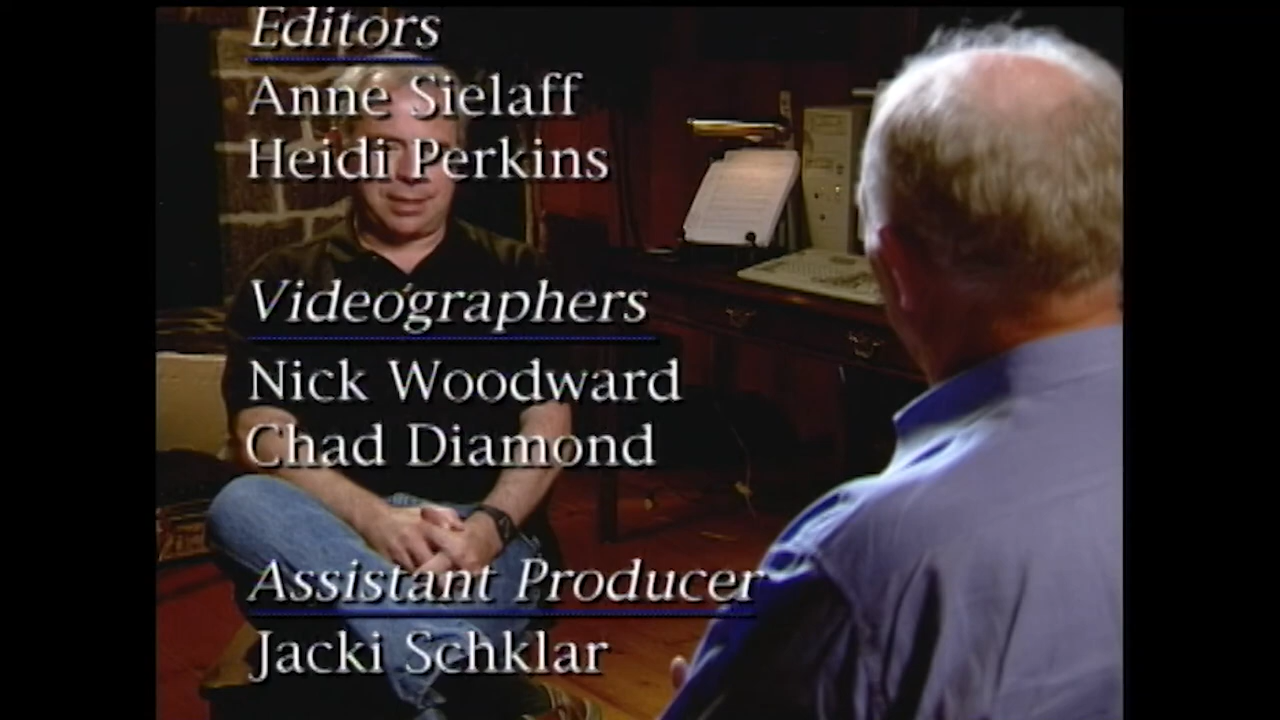 Editors
Anne Sielaff
Heidi Perkins
Videographers
Nick Woodward
Chad Diamond
Assistant Producer
Jacki Schklar